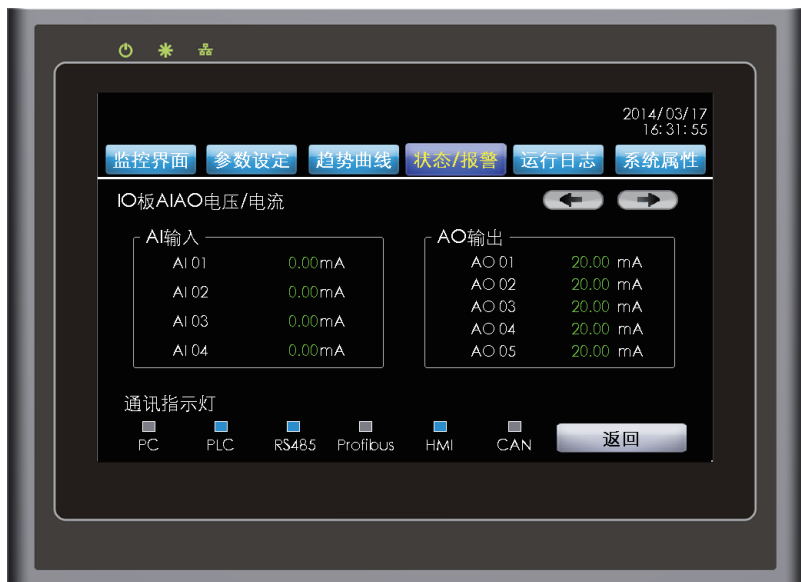 2014/03/17
16:31:55
监控界面 参数设定 趋势曲线 状态/报警 运行日志 系统属性
IO板AIAO电压/电流
AI输入
AI 01 0.00mA
AI 02 0.00mA
AI 03 0.00mA
AI 04 0.00mA
AO输出
AO 01 20.00 mA
AO 02 20.00 mA
AO 03 20.00 mA
AO 04 20.00 mA
AO 05 20.00 mA
通讯指示灯
PC PLC RS485 Profibus HMI CAN
返回